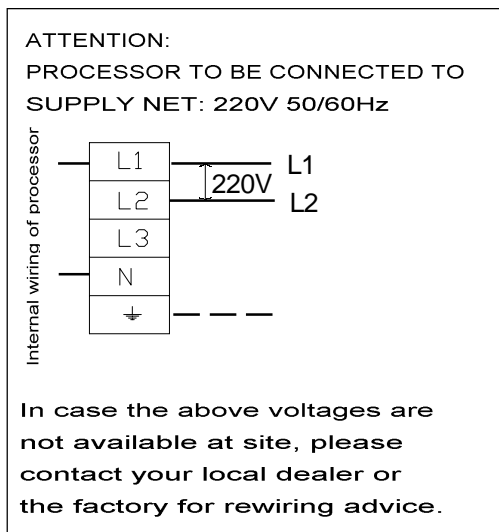 ATTENTION:
PROCESSOR TO BE CONNECTED TO
SUPPLY NET: 220V 50/60Hz
Internal wiring of processor
L1
L1
220V
L2
L2
L3
N
In case the above voltages are
not available at site, please
contact your local dealer or
the factory for rewiring advice.